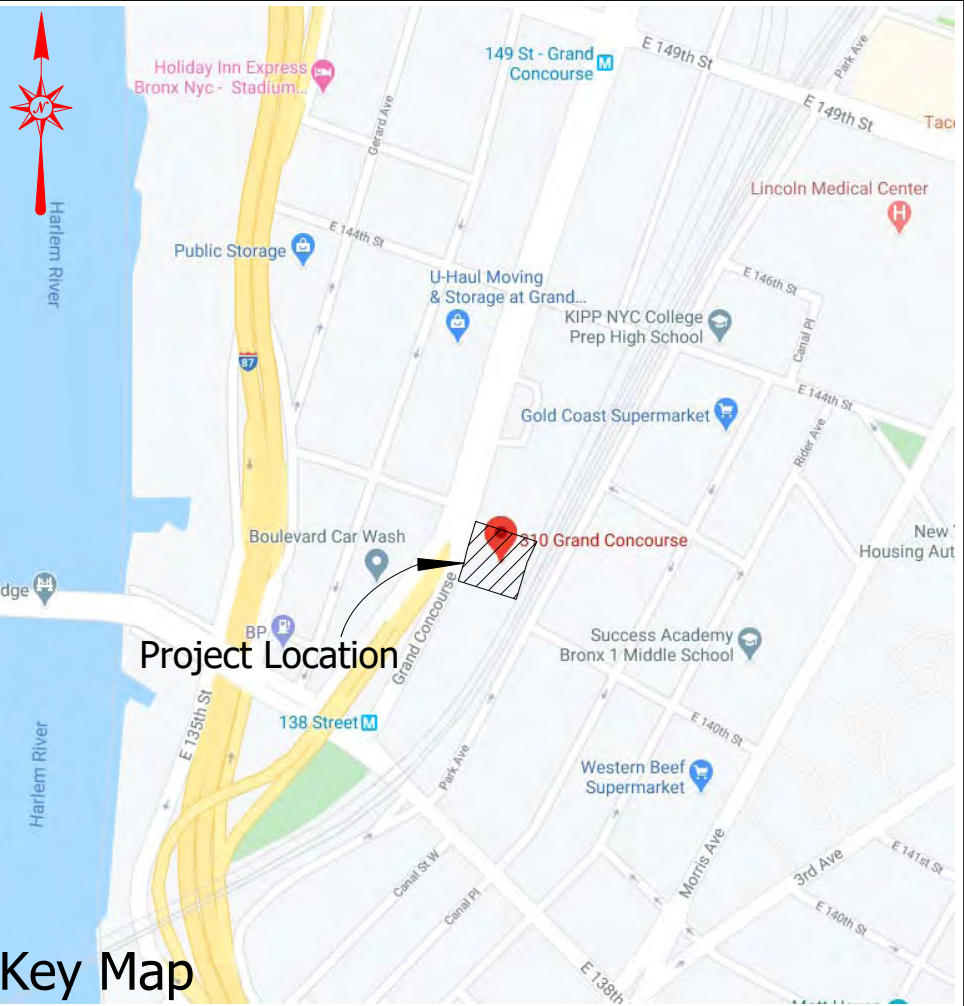 149 St - Grand
Concourse M
E 149th St
Park Ave
Holiday Inn Express
Bronx Nyc - Stadium...
N
E 149th St
Gerard Ave
Lincoln Medical Center
H
Harlem River
E 144th St
Public Storage
E 146th St
U-Haul Moving
& Storage at Grand...
KIPP NYC College
Prep High School
Canal Pl
87
E 144th St
Gold Coast Supermarket
Rider Ave
310 Grand Concourse
Boulevard Car Wash
New
Housing Aut
dge
Grand Concourse
BP
Success Academy
Bronx 1 Middle School
Project Location
E 135th St
138 Street M
E 140th St
Harlem River
Park Ave
Western Beef
Supermarket
Morris Ave
3rd Ave
E 141st St
Canal St W
Canal Pl
E 140th St
Key Map
E 138th